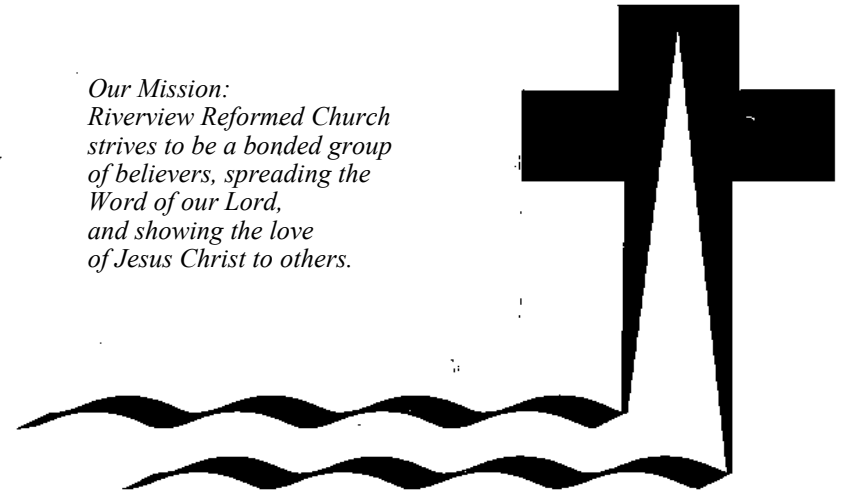 Our Mission:
Riverview Reformed Church
strives to be a bonded group
of believers, spreading the
Word of our Lord,
and showing the love
of Jesus Christ to others.